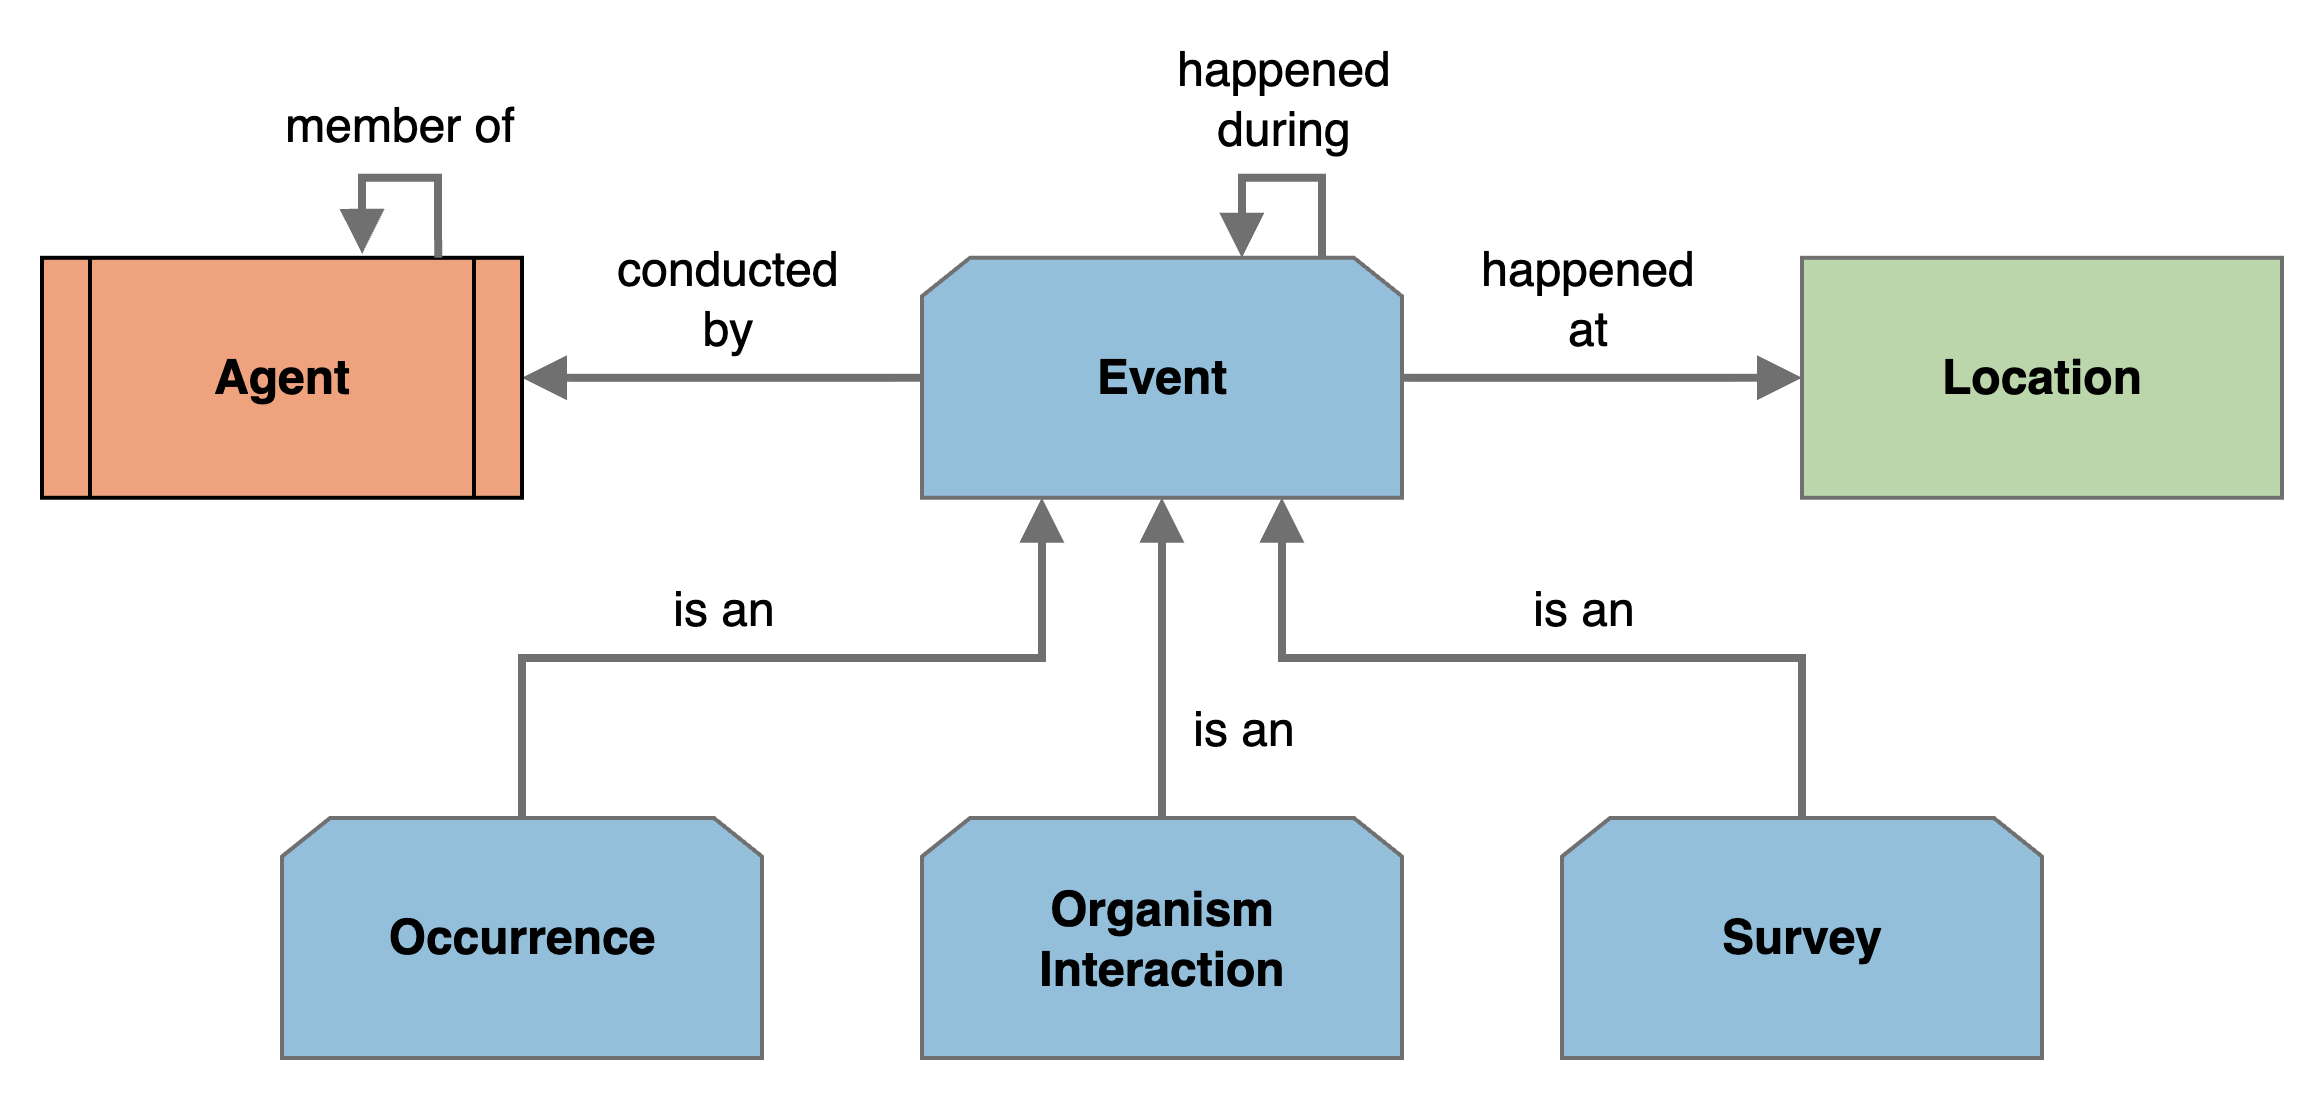 happened
during
member of
conducted
by
happened
at
Agent
Event
Location
is an
is an
is an
Occurrence
Organism
Interaction
Survey